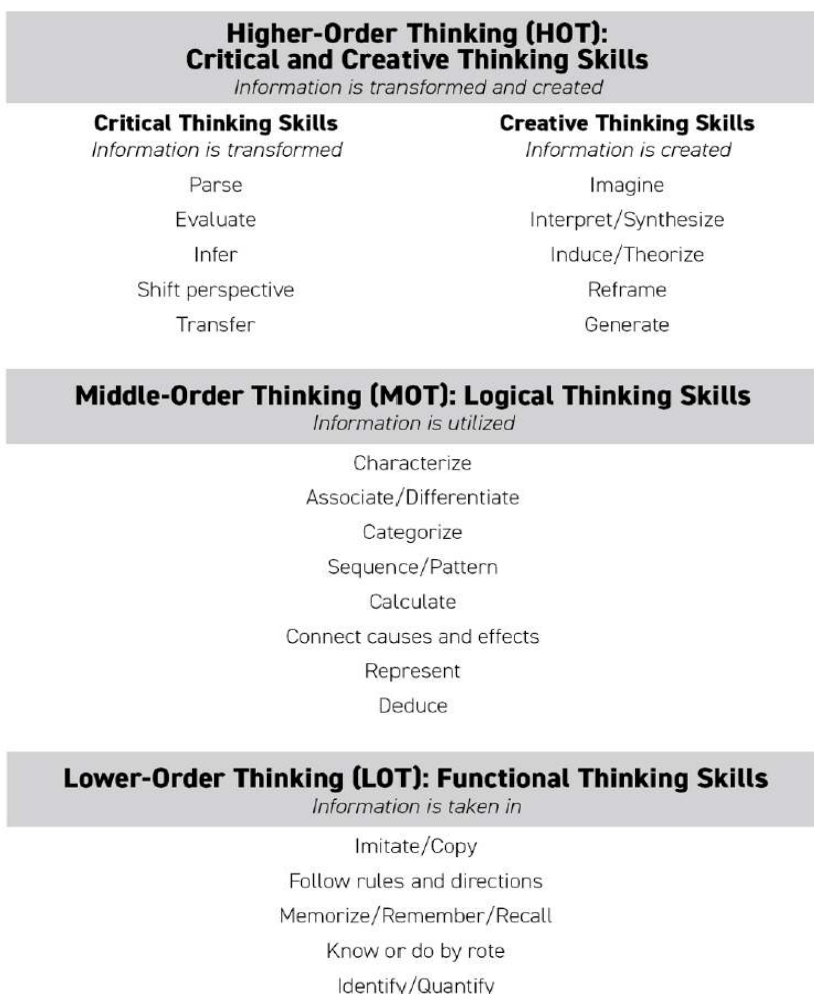 Higher-Order Thinking (HOT):
Critical and Creative Thinking Skills
Information is transformed and created
Critical Thinking Skills
Information is transformed
Parse
Evaluate
Infer
Shift perspective
Transfer
Creative Thinking Skills
Information is created
Imagine
Interpret/Synthesize
Induce/Theorize
Reframe
Generate
Middle-Order Thinking (MOT): Logical Thinking Skills
Information is utilized
Characterize
Associate/Differentiate
Categorize
Sequence/Pattern
Calculate
Connect causes and effects
Represent
Deduce
Lower-Order Thinking (LOT): Functional Thinking Skills
Information is taken in
Imitate/Copy
Follow rules and directions
Memorize/Remember/Recall
Know or do by rote
Identify/Quantify